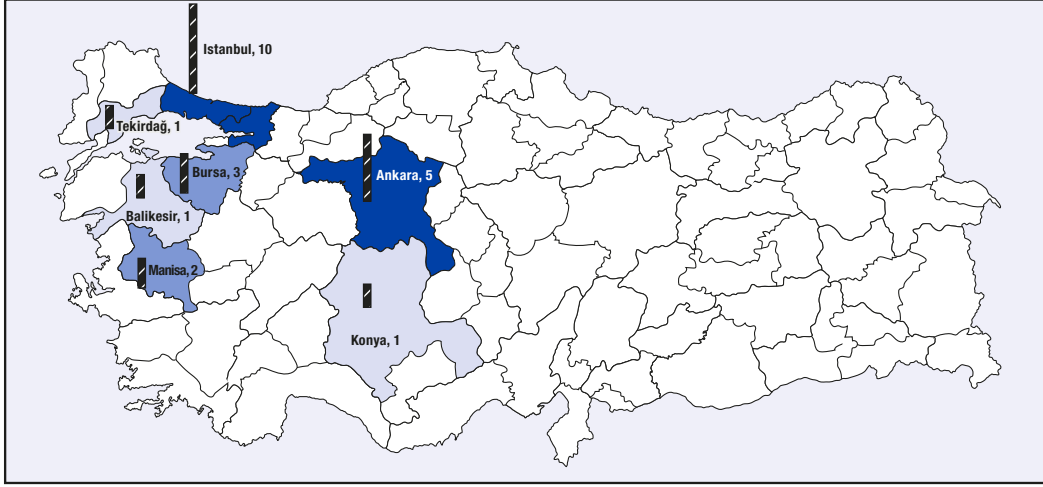 Istanbul, 10
Tekirdağ, 1
Bursa, 3
Ankara, 5
Balikesir, 1
Manisa, 2
Konya, 1